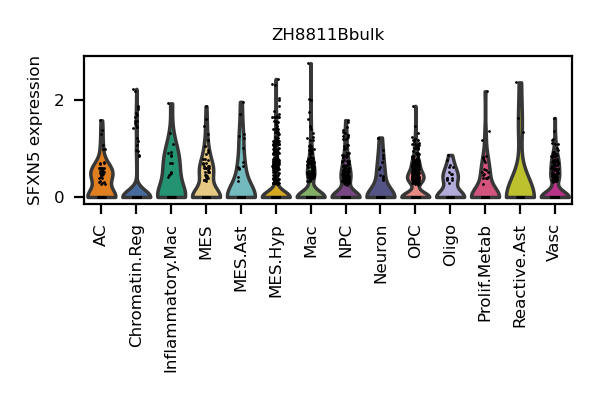 ZH8811Bbulk
SFXN5 expression
2
0
AC
Chromatin.Reg
Inflammatory.Mac
MES
MES.Ast
MES.Hyp
Mac
NPC
Neuron
OPC
Oligo
Prolif.Metab
Reactive.Ast
Vasc